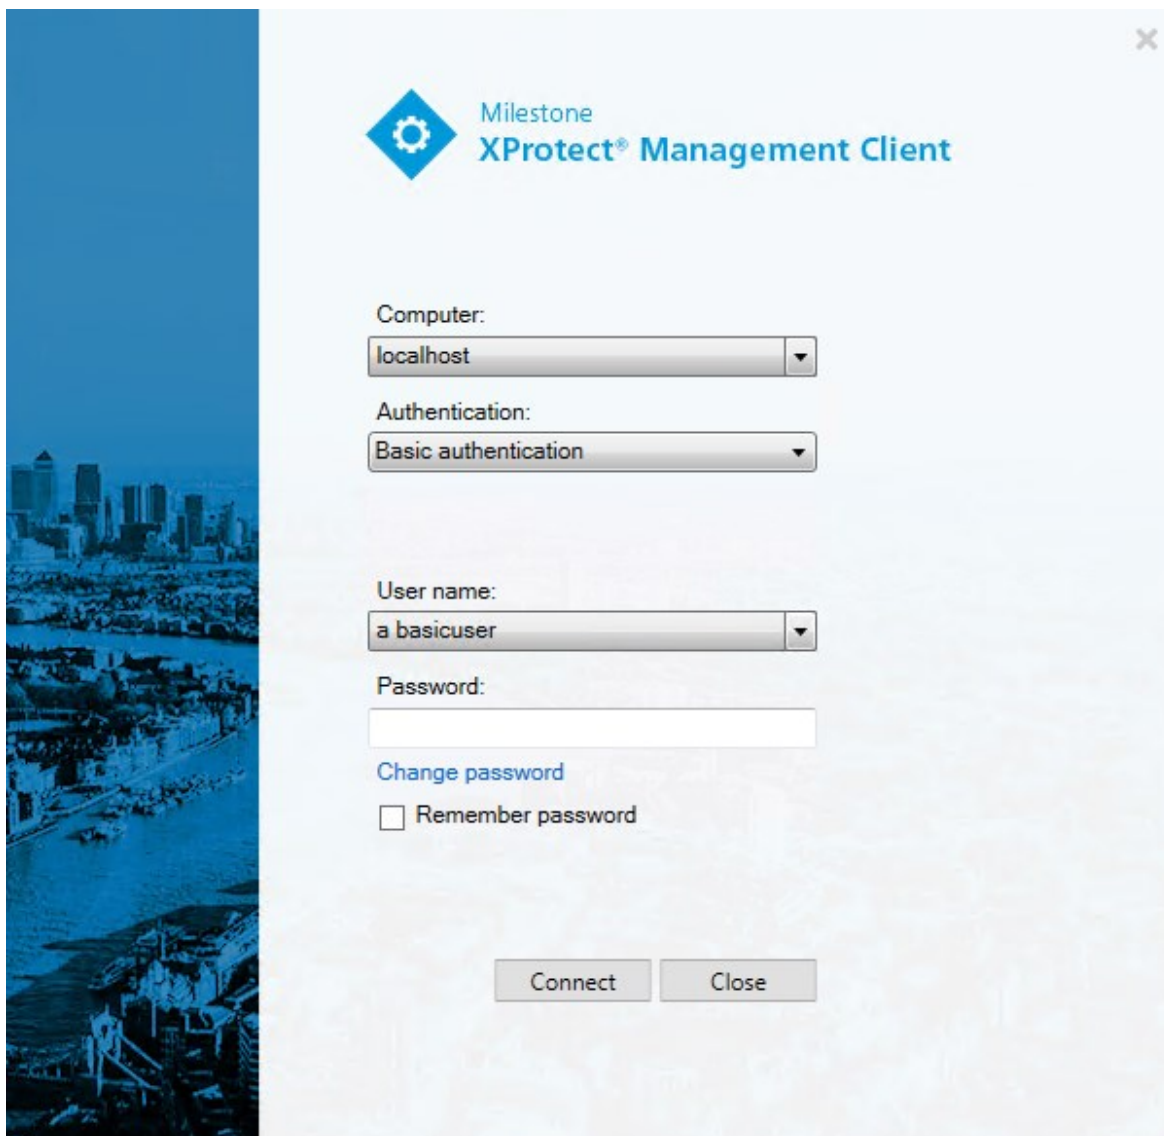 Milestone
XProtect® Management Client
Computer:
localhost
Authentication:
Basic authentication
User name:
a basicuser
Password:
Change password
Remember password
Connect Close